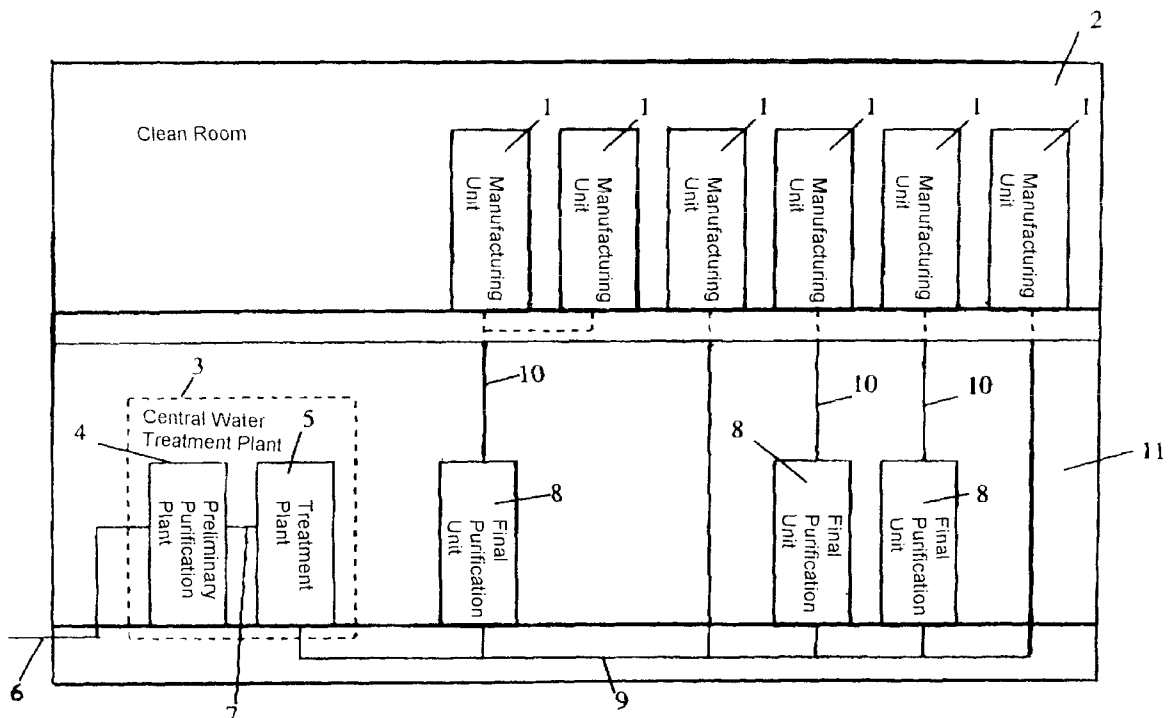 2
1
1
1
1
1
1
Clean Room
Manufacturing
Unit
Manufacturing
Unit
Manufacturing
Unit
Manufacturing
Unit
Manufacturing
Unit
Manufacturing
Unit
3
10
10
10
Central Water
Treatment Plant
4
5
8
8
8
11
Preliminary
Purification
Plant
Treatment
Plant
Final
Purification
Unit
Final
Purification
Unit
Final
Purification
Unit
6
7
9